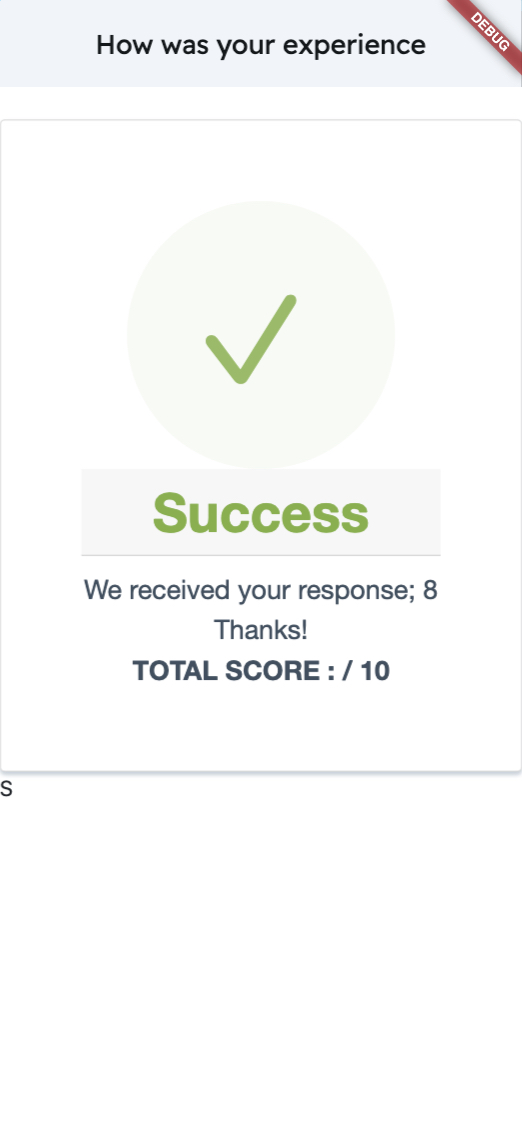 How was your experience
DEBUG
Success
We received your response; 8
Thanks!
TOTAL SCORE : / 10
s